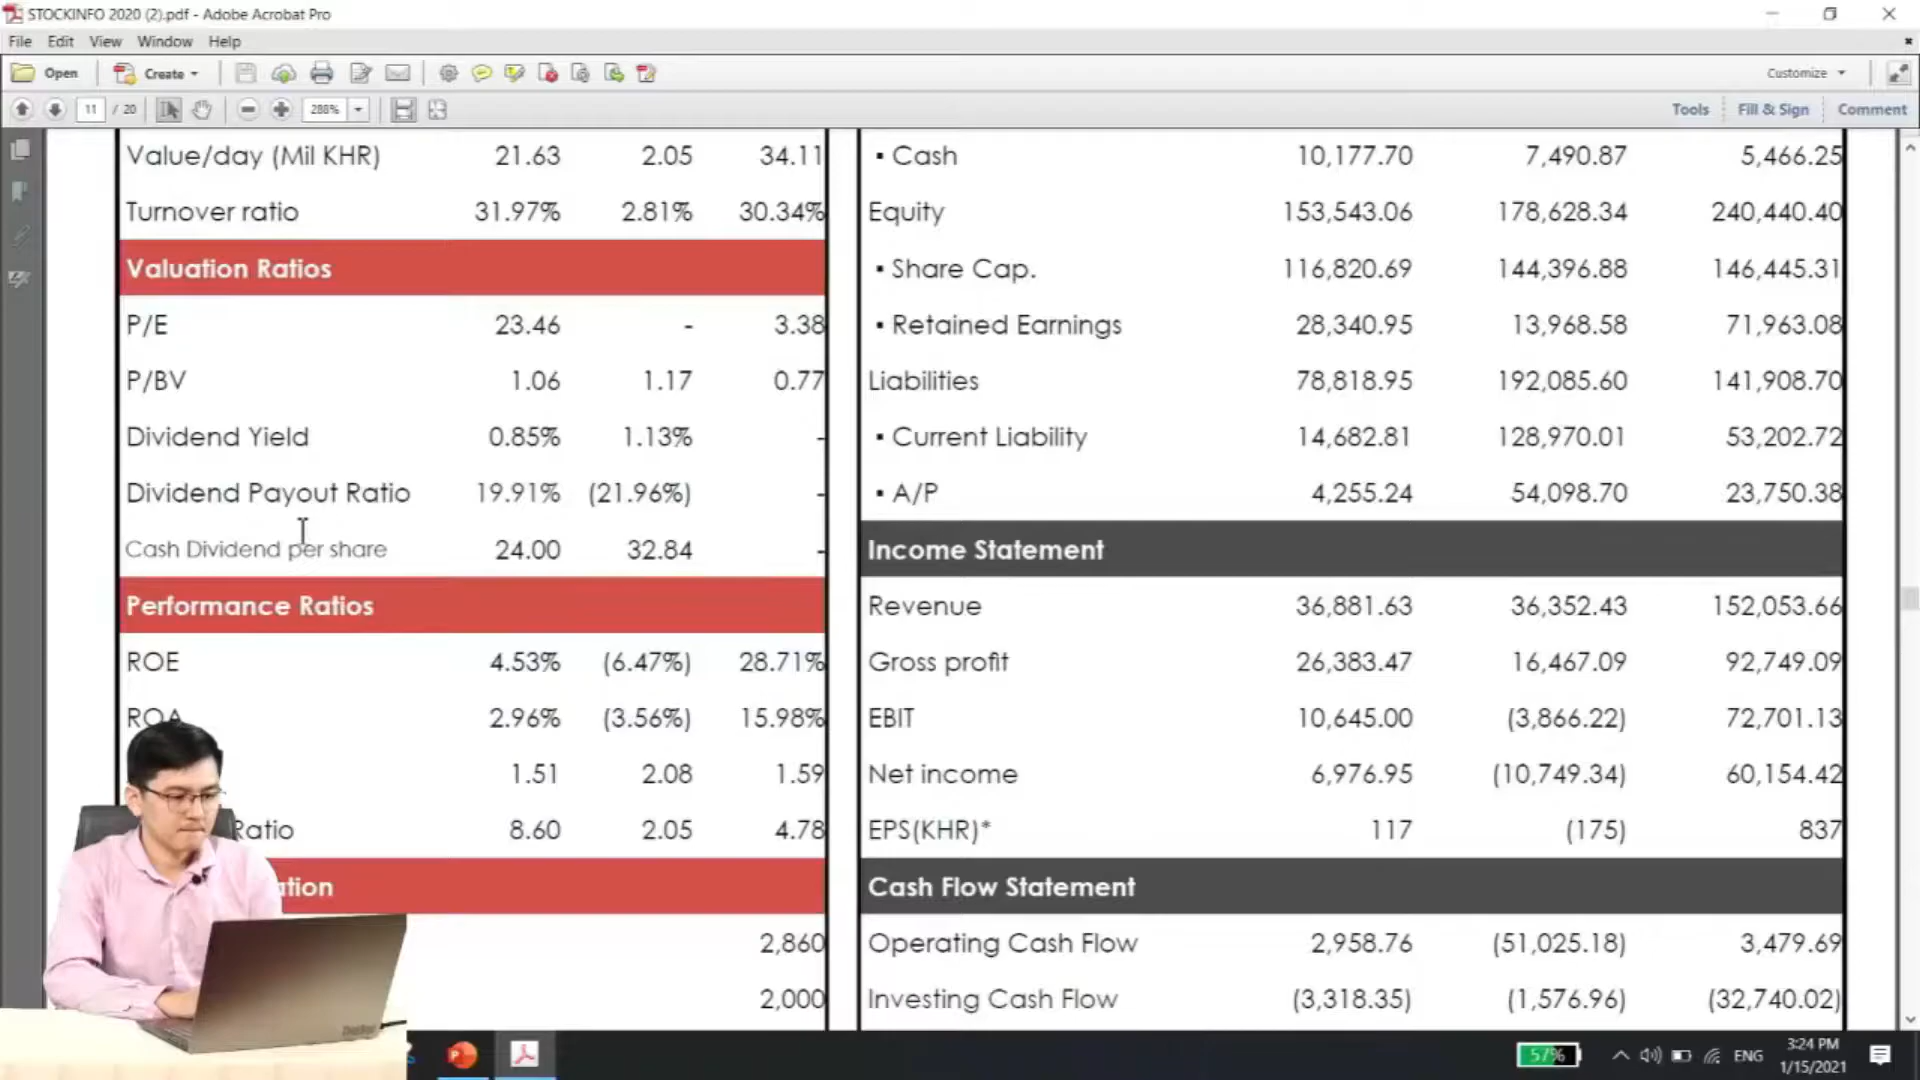 STOCKINFO 2020 (2).pdf - Adobe Acrobat Pro
File Edit View Window Help
Open Create Customize
11 / 20 288% Tools Fill & Sign Comment
Value/day (Mil KHR) 21.63 2.05 34.11
Turnover ratio 31.97% 2.81% 30.34%
Valuation Ratios
P/E 23.46 - 3.38
P/BV 1.06 1.17 0.77
Dividend Yield 0.85% 1.13% -
Dividend Payout Ratio 19.91% (21.96%) -
Cash Dividend per share 24.00 32.84 -
Performance Ratios
ROE 4.53% (6.47%) 28.71%
ROA 2.96% (3.56%) 15.98%
1.51 2.08 1.59
Ratio 8.60 2.05 4.78
ation
2,860
2,000
▪ Cash 10,177.70 7,490.87 5,466.25
Equity 153,543.06 178,628.34 240,440.40
▪ Share Cap. 116,820.69 144,396.88 146,445.31
▪ Retained Earnings 28,340.95 13,968.58 71,963.08
Liabilities 78,818.95 192,085.60 141,908.70
▪ Current Liability 14,682.81 128,970.01 53,202.72
▪ A/P 4,255.24 54,098.70 23,750.38
Income Statement
Revenue 36,881.63 36,352.43 152,053.66
Gross profit 26,383.47 16,467.09 92,749.09
EBIT 10,645.00 (3,866.22) 72,701.13
Net income 6,976.95 (10,749.34) 60,154.42
EPS(KHR)* 117 (175) 837
Cash Flow Statement
Operating Cash Flow 2,958.76 (51,025.18) 3,479.69
Investing Cash Flow (3,318.35) (1,576.96) (32,740.02)
57% ENG 3:24 PM
1/15/2021